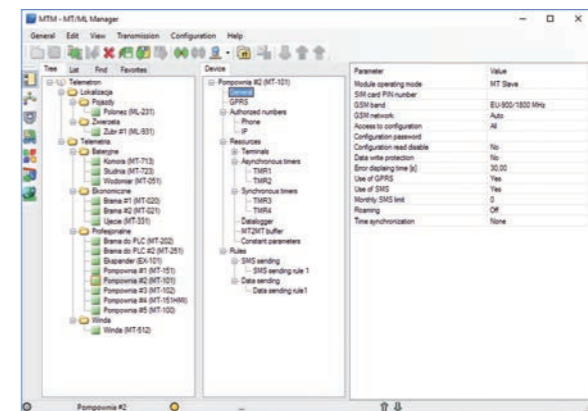 MTM - MT/ML Manager
General Edit View Transmission Configuration Help
Tree List Find Favorites
Telemetron
Lokalizacja
Pojazdy
Polonez (ML-231)
Zwierzeta
Żubr #1 (ML-931)
Telemetria
Bateryjne
Komora (MT-713)
Studnia (MT-723)
Wodomiar (MT-051)
Ekonomiczne
Brama #1 (MT-020)
Brama #2 (MT-021)
Ujecie (MT-331)
Profesjonalne
Brama do PLC (MT-202)
Brama do PLC #2 (MT-251)
Ekspander (EX-101)
Pompownia #1 (MT-151)
Pompownia #2 (MT-101)
Pompownia #3 (MT-102)
Pompownia #4 (MT-151HMI)
Pompownia #5 (MT-100)
Winda
Winda (MT-512)
Device
Pompownia #2 (MT-101)
General
GPRS
Authorized numbers
Phone
IP
Resources
Terminals
Asynchronous timers
TMR1
TMR2
Synchronous timers
TMR3
TMR4
Datalogger
MT2MT buffer
Constant parameters
Rules
SMS sending
SMS sending rule 1
Data sending
Data sending rule1
Parameter Value
Module operating mode MT Slave
SIM card PIN number
GSM band EU-900/1800 MHz
GSM network Auto
Access to configuration All
Configuration password
Configuration read disable No
Data write protection No
Error displaing time [s] 30,00
Use of GPRS Yes
Use of SMS Yes
Monthly SMS limit 0
Roaming Off
Time synchronization None
Pompownia #2